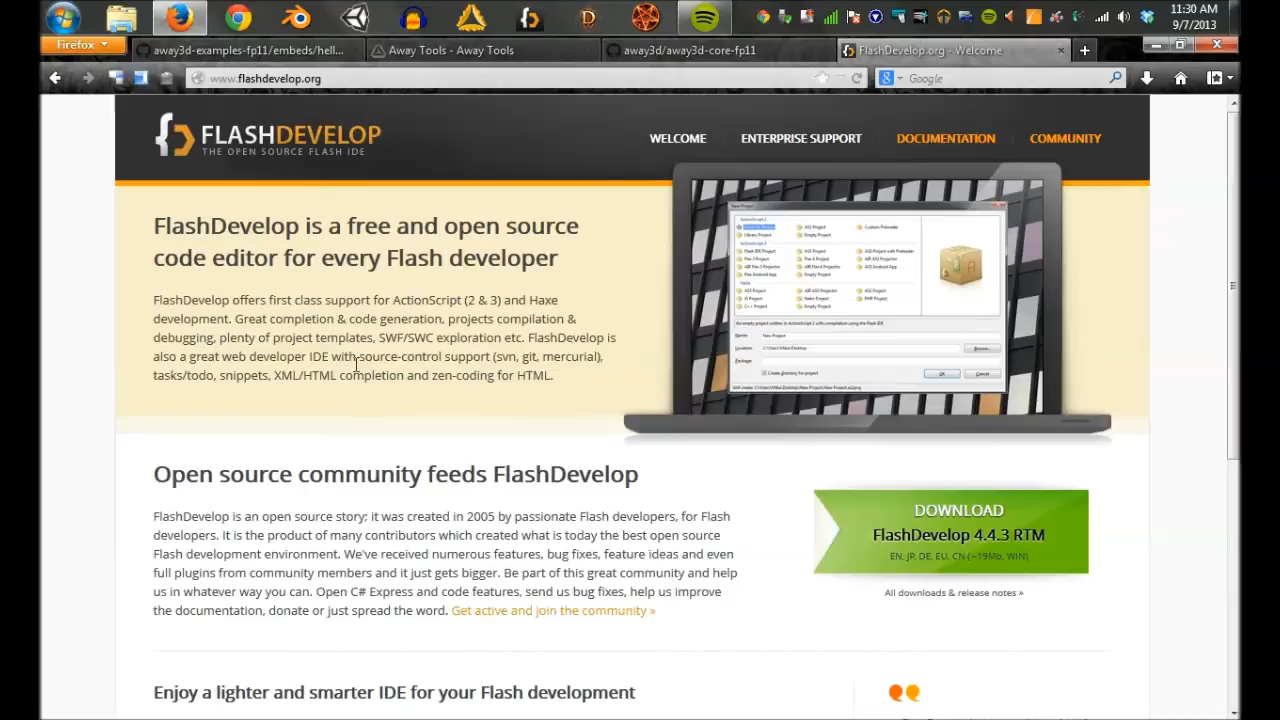 11:30 AM
9/7/2013
Firefox
away3d-examples-fp11/embeds/hell...
Away Tools - Away Tools
away3d/away3d-core-fp11
FlashDevelop.org - Welcome
www.flashdevelop.org
Google
FLASHDEVELOP
THE OPEN SOURCE FLASH IDE
WELCOME
ENTERPRISE SUPPORT
DOCUMENTATION
COMMUNITY
FlashDevelop is a free and open source
code editor for every Flash developer
FlashDevelop offers first class support for ActionScript (2 & 3) and Haxe
development. Great completion & code generation, projects compilation &
debugging, plenty of project templates, SWF/SWC exploration etc. FlashDevelop is
also a great web developer IDE with source-control support (svn, git, mercurial),
tasks/todo, snippets, XML/HTML completion and zen-coding for HTML.
New Project
Open source community feeds FlashDevelop
FlashDevelop is an open source story; it was created in 2005 by passionate Flash developers, for Flash
developers. It is the product of many contributors which created what is today the best open source
Flash development environment. We've received numerous features, bug fixes, feature ideas and even
full plugins from community members and it just gets bigger. Be part of this great community and help
us in whatever way you can. Open C# Express and code features, send us bug fixes, help us improve
the documentation, donate or just spread the word. Get active and join the community »
DOWNLOAD
FlashDevelop 4.4.3 RTM
EN, JP, DE, EU, CN (~19Mb, WIN)
All downloads & release notes »
Enjoy a lighter and smarter IDE for your Flash development